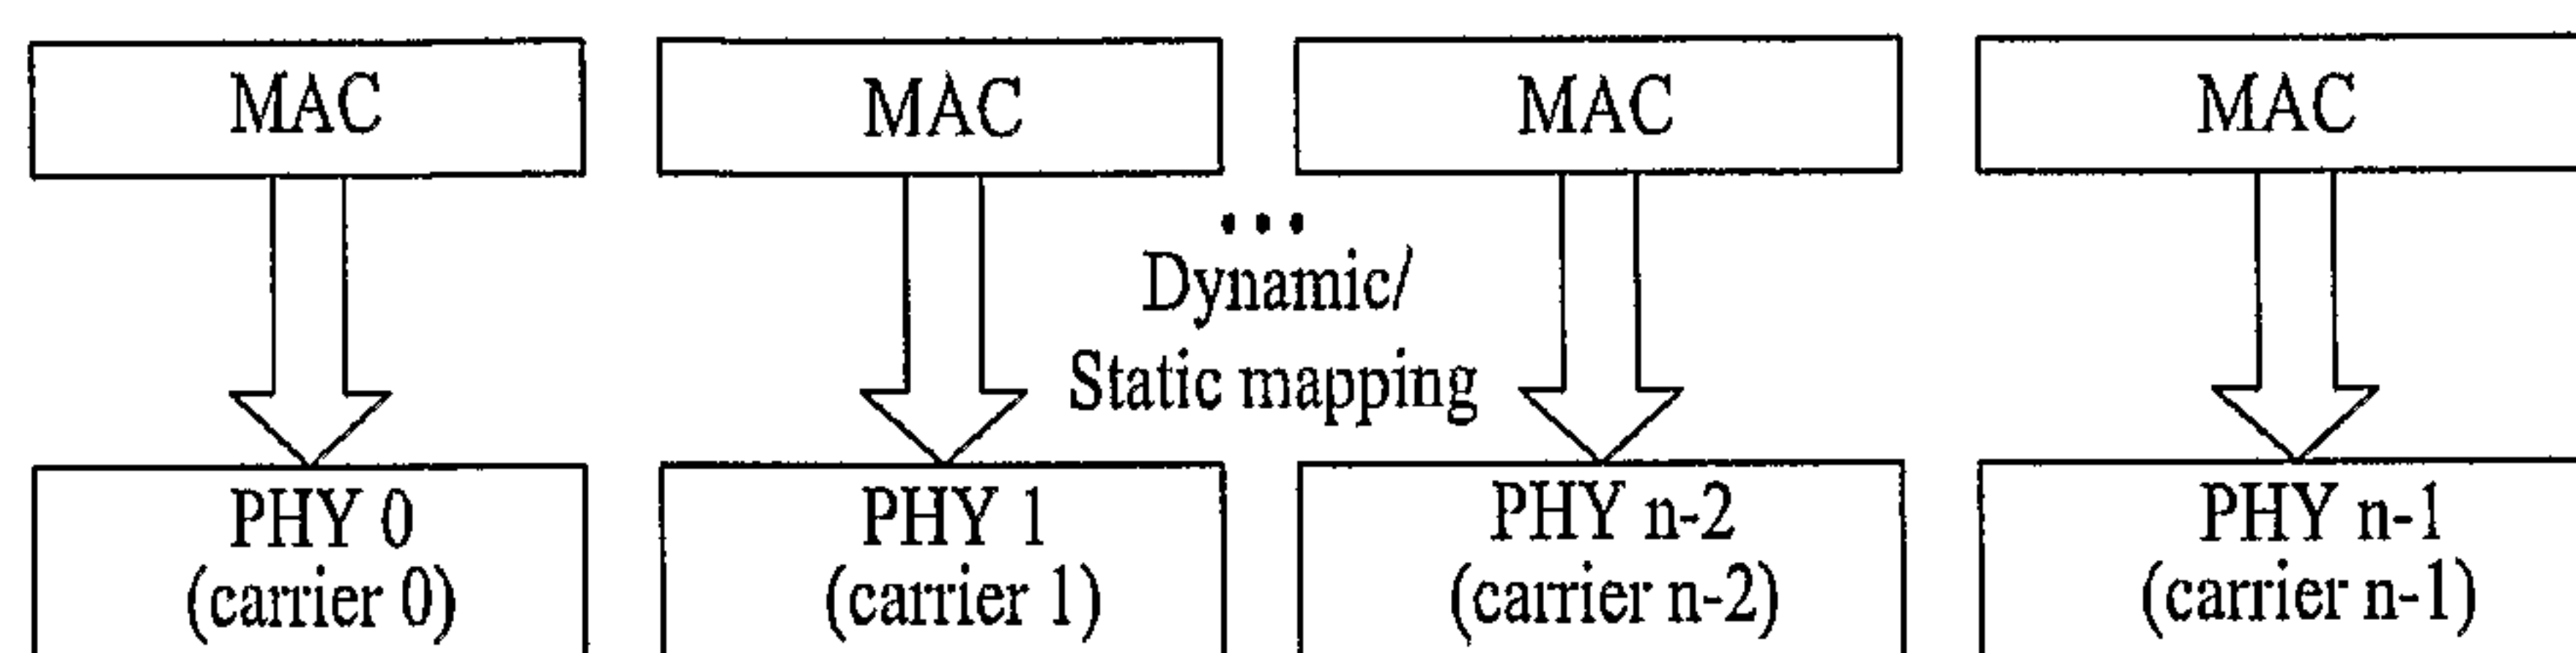 MAC
MAC
MAC
MAC
•••
Dynamic/
Static mapping
PHY 0
(carrier 0)
PHY 1
(carrier 1)
PHY n-2
(carrier n-2)
PHY n-1
(carrier n-1)